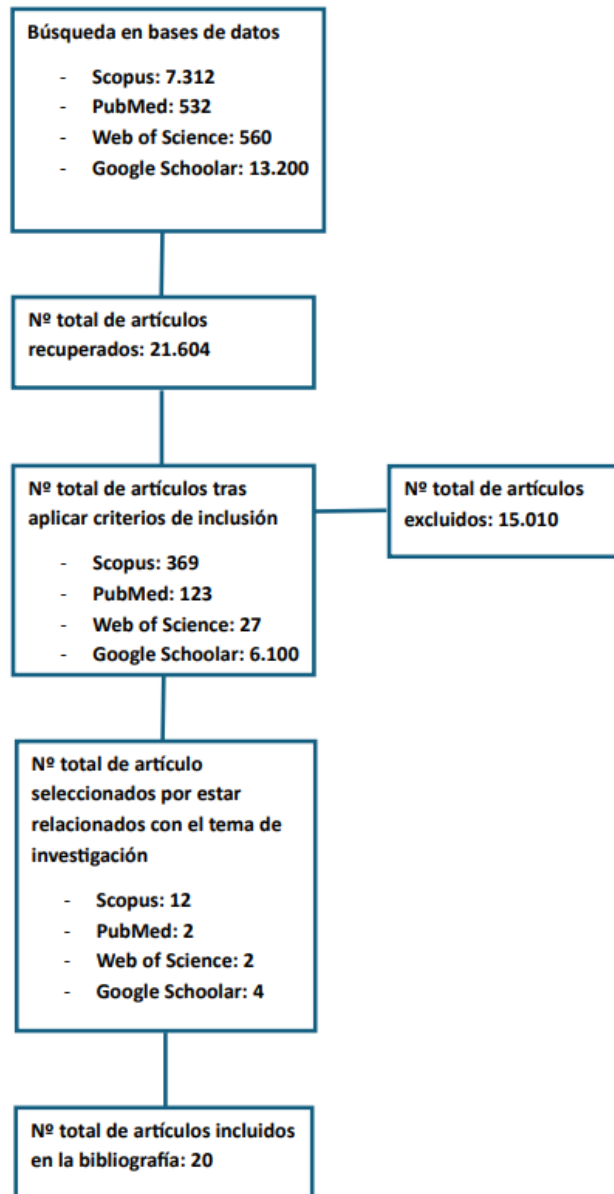 Búsqueda en bases de datos
- Scopus: 7.312
- PubMed: 532
- Web of Science: 560
- Google Schoolar: 13.200
Nº total de artículos
recuperados: 21.604
Nº total de artículos tras
aplicar criterios de inclusión
- Scopus: 369
- PubMed: 123
- Web of Science: 27
- Google Schoolar: 6.100
Nº total de artículos
excluidos: 15.010
Nº total de artículo
seleccionados por estar
relacionados con el tema de
investigación
- Scopus: 12
- PubMed: 2
- Web of Science: 2
- Google Schoolar: 4
Nº total de artículos incluidos
en la bibliografía: 20